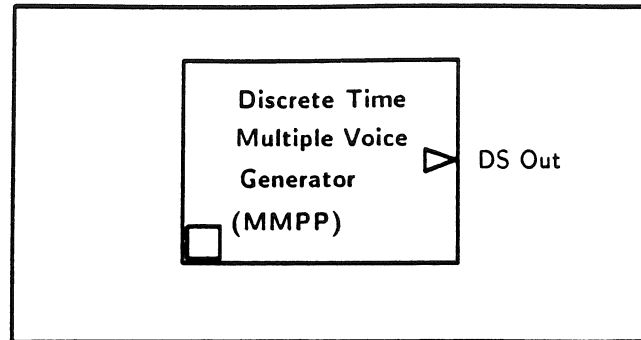 Discrete Time
Multiple Voice
Generator
(MMPP)
DS Out